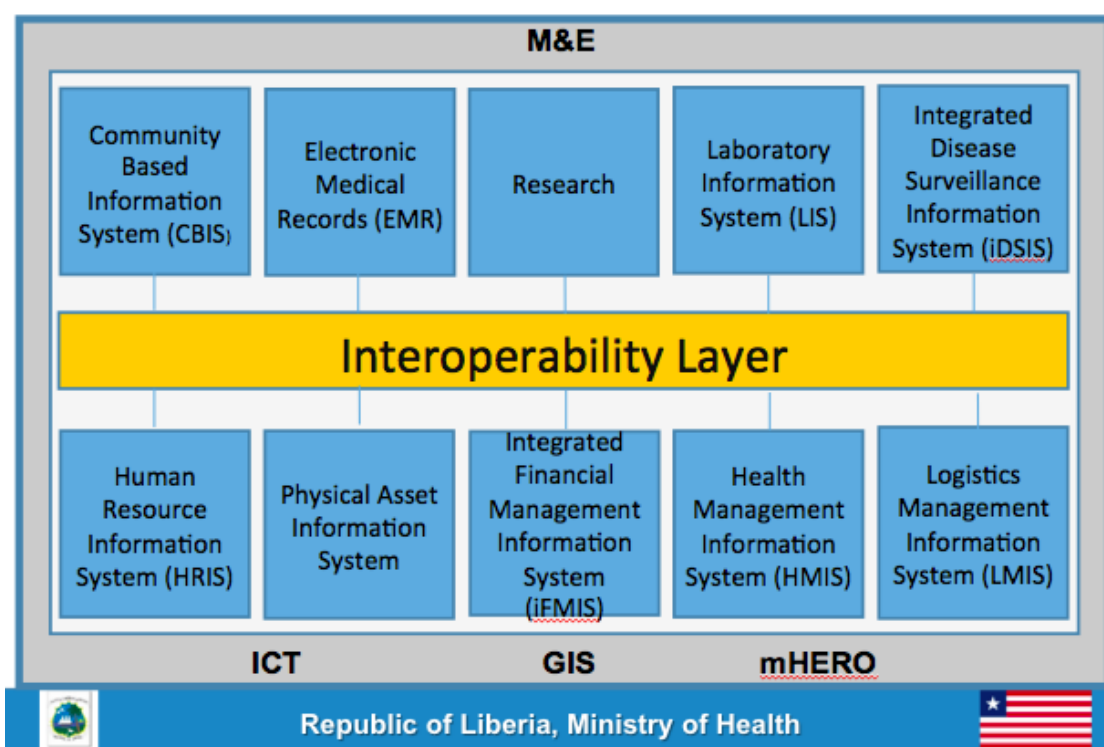 M&E
Community
Based
Information
System (CBIS)
Electronic
Medical
Records (EMR)
Research
Laboratory
Information
System (LIS)
Integrated
Disease
Surveillance
Information
System (iDSIS)
Interoperability Layer
Human
Resource
Information
System (HRIS)
Physical Asset
Information
System
Integrated
Financial
Management
Information
System
(iFMIS)
Health
Management
Information
System (HMIS)
Logistics
Management
Information
System (LMIS)
ICT
GIS
mHERO
Republic of Liberia, Ministry of Health